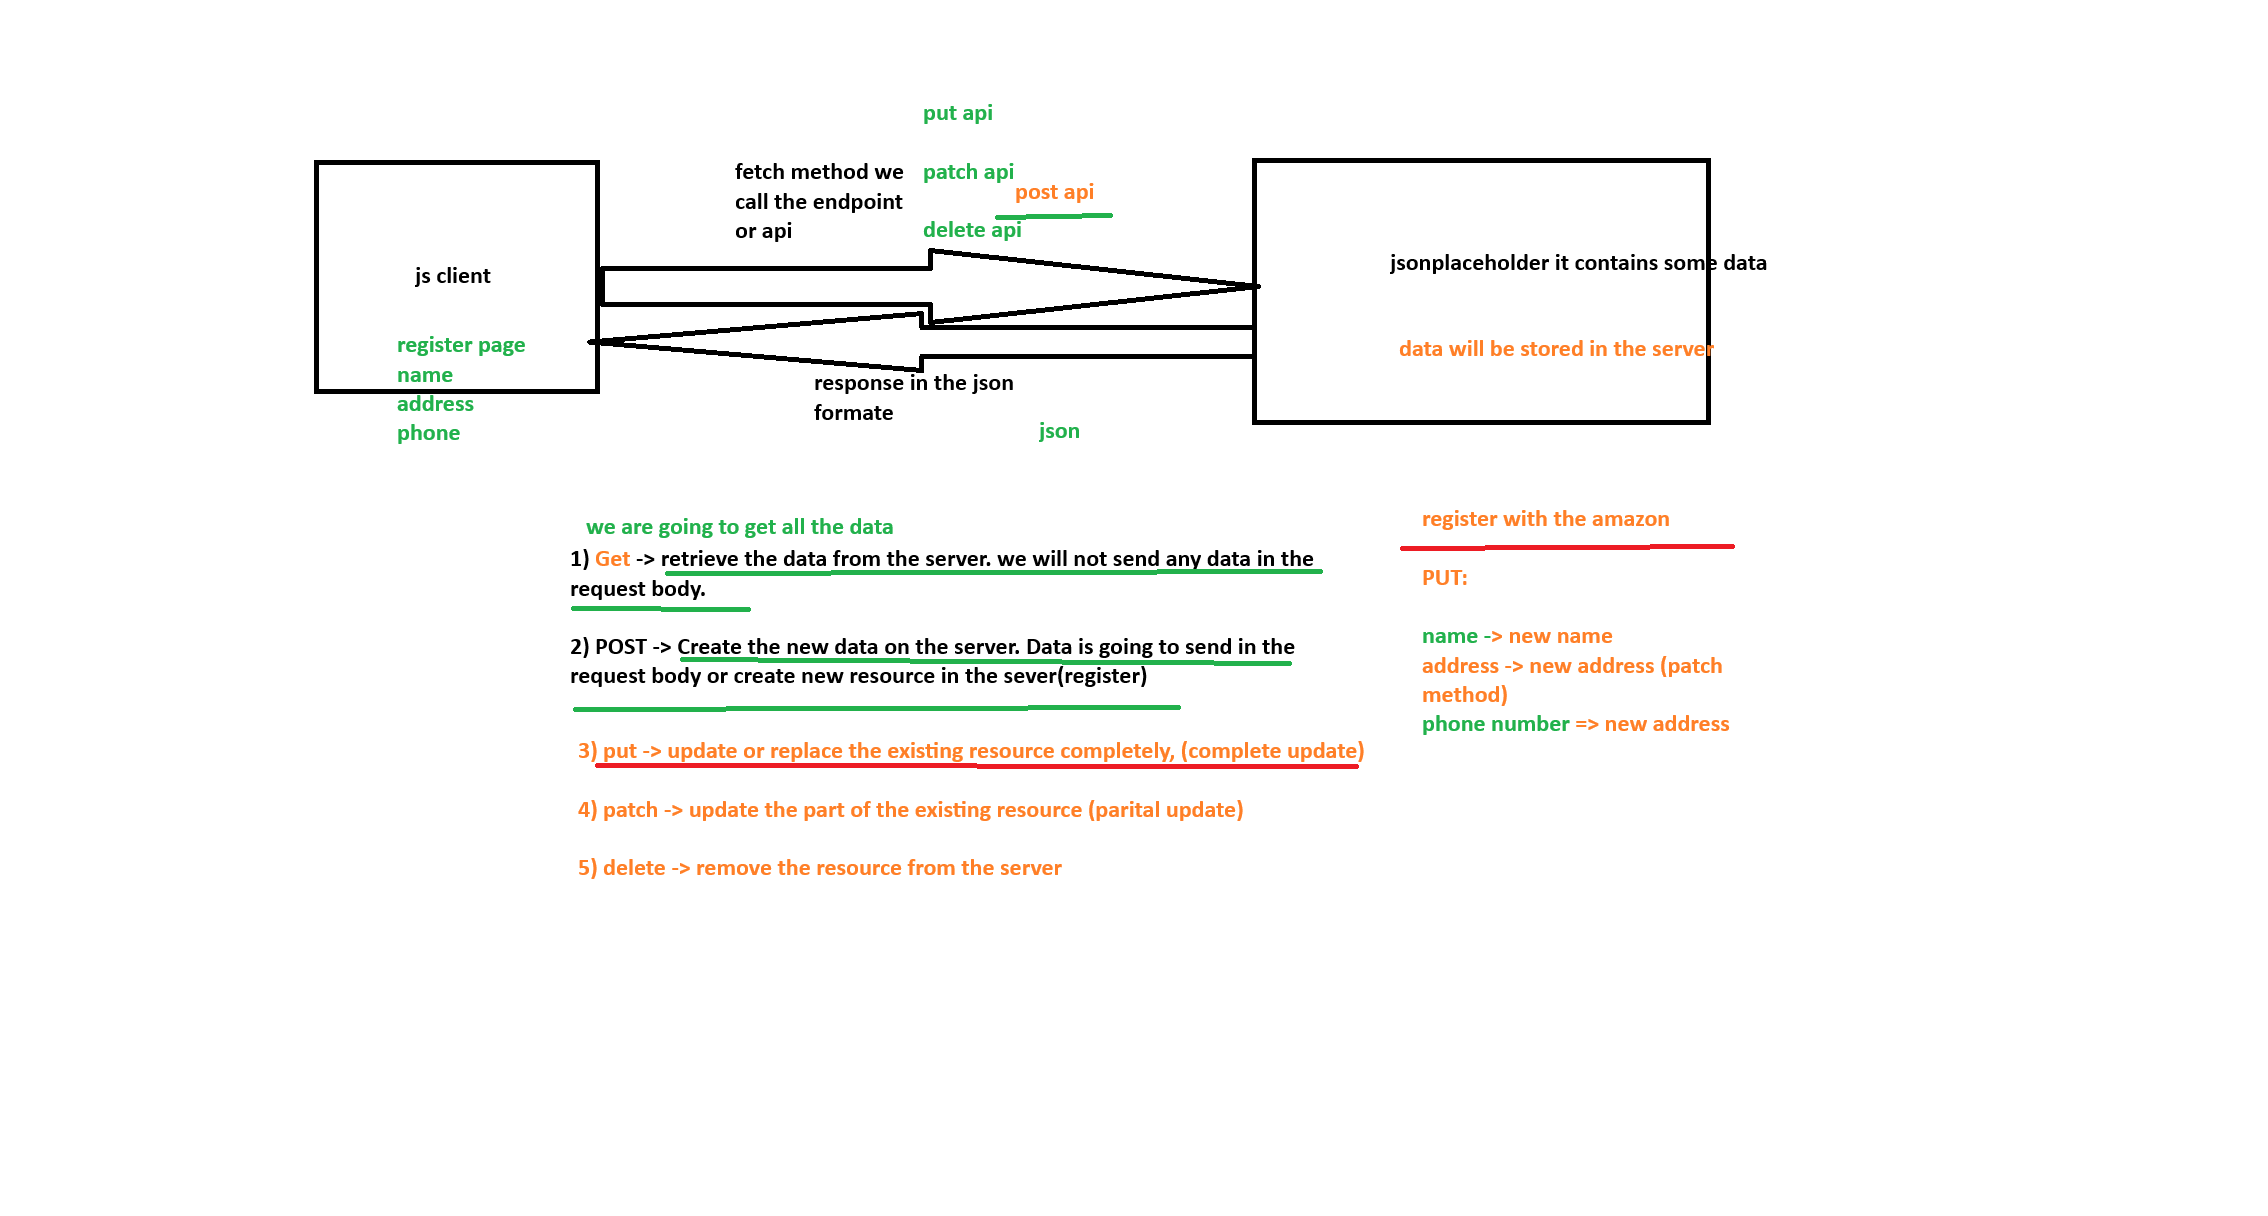 put api
fetch method we
call the endpoint
or api
patch api
post api
delete api
js client
register page
name
address
phone
jsonplaceholder it contains some data
data will be stored in the server
response in the json
formate
json
we are going to get all the data
1) Get -> retrieve the data from the server. we will not send any data in the
request body.
2) POST -> Create the new data on the server. Data is going to send in the
request body or create new resource in the sever(register)
3) put -> update or replace the existing resource completely, (complete update)
4) patch -> update the part of the existing resource (parital update)
5) delete -> remove the resource from the server
register with the amazon
PUT:
name -> new name
address -> new address (patch
method)
phone number => new address